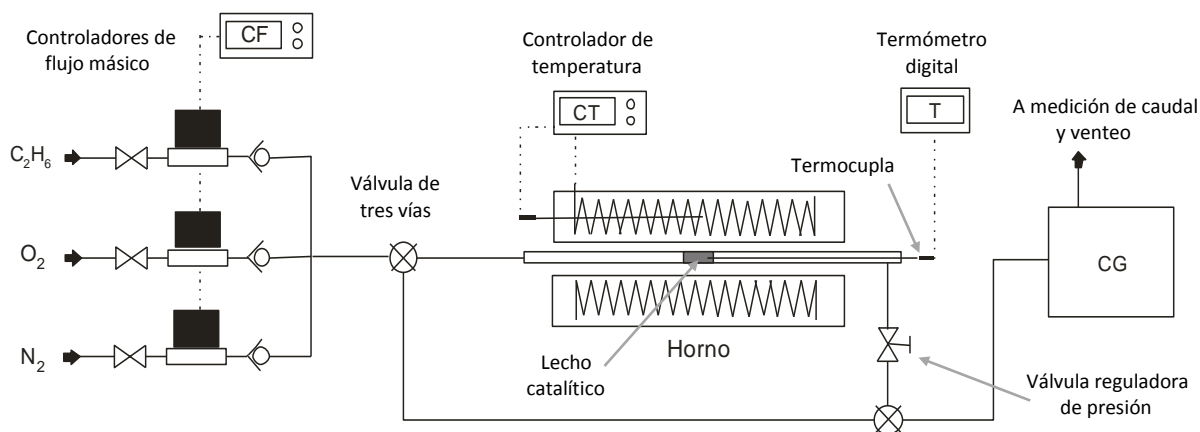 Controladores de
flujo másico
CF
C2H6
O2
N2
Válvula de
tres vías
Controlador de
temperatura
CT
Termómetro
digital
T
Termocupla
A medición de caudal
y venteo
CG
Horno
Lecho
catalítico
Válvula reguladora
de presión